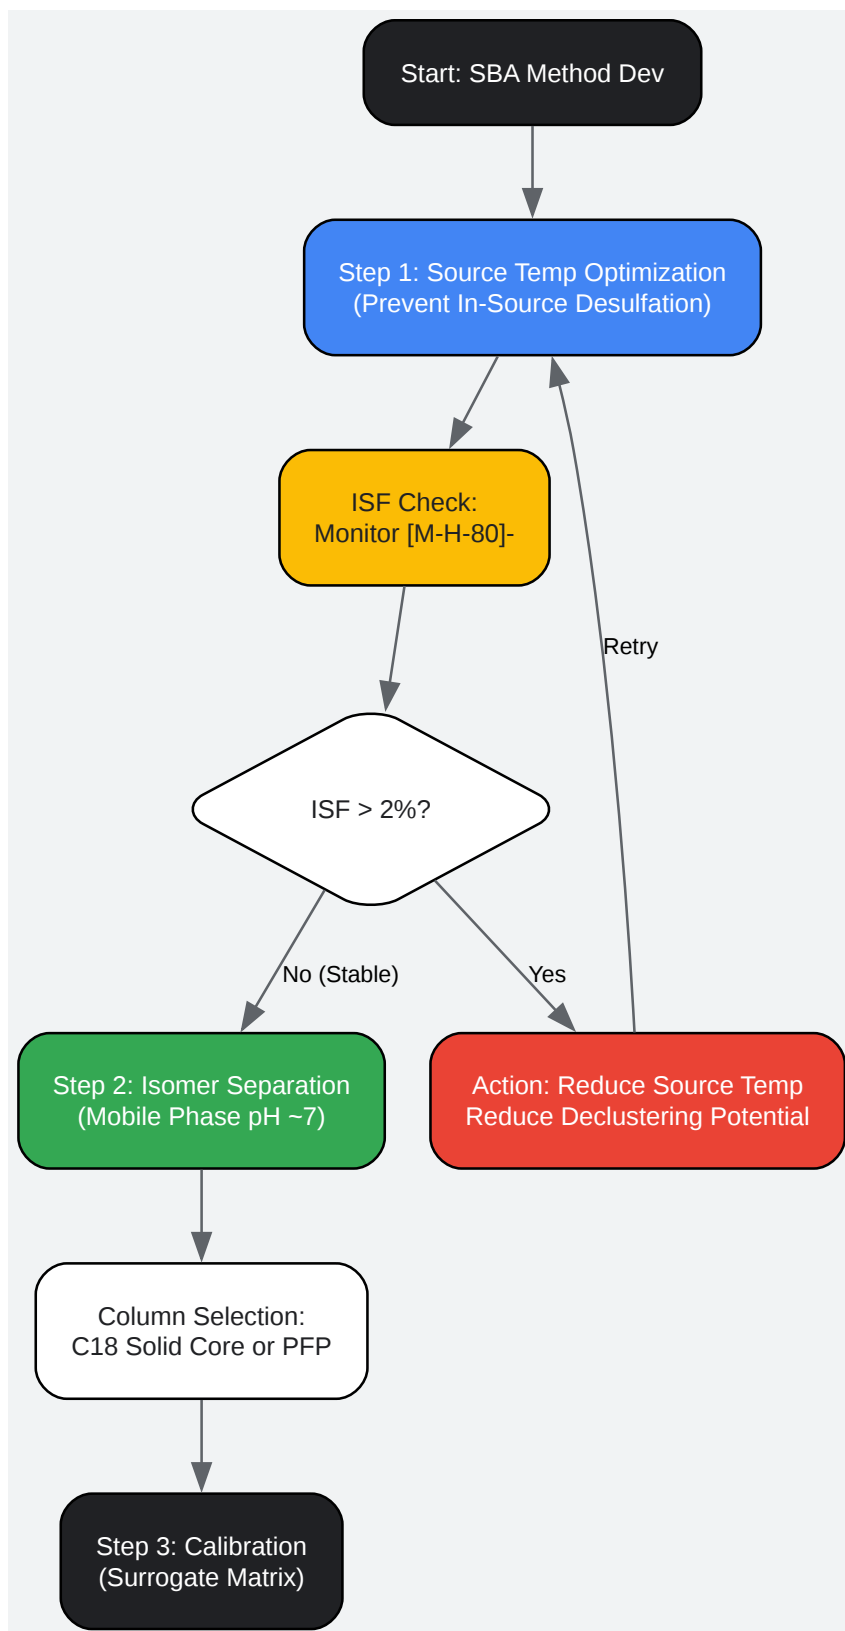 Start: SBA Method Dev
Step 1: Source Temp Optimization
(Prevent In-Source Desulfation)
ISF Check:
Monitor [M-H-80]-
Retry
ISF > 2%?
No (Stable)
Yes
Step 2: Isomer Separation
(Mobile Phase pH ~7)
Action: Reduce Source Temp
Reduce Declustering Potential
Column Selection:
C18 Solid Core or PFP
Step 3: Calibration
(Surrogate Matrix)